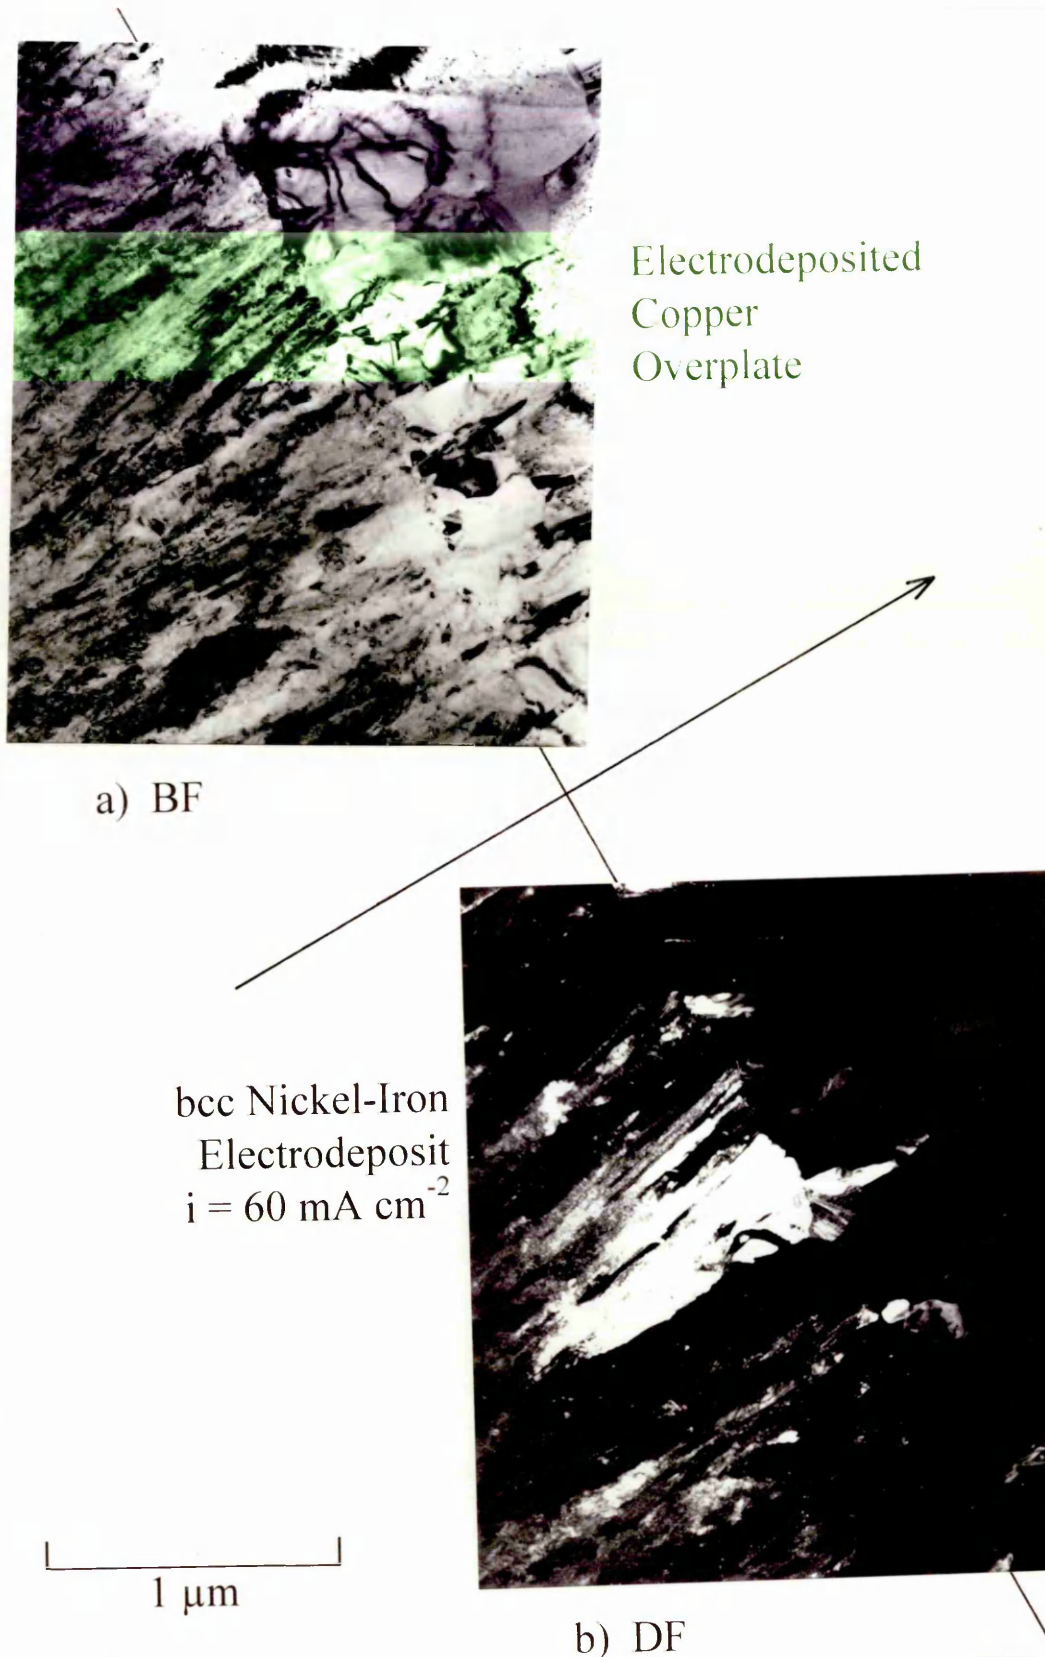 Electrodeposited
Copper
Overplate
a) BF
bcc Nickel-Iron
Electrodeposit
i = 60 mA cm⁻²
1 μm
b) DF